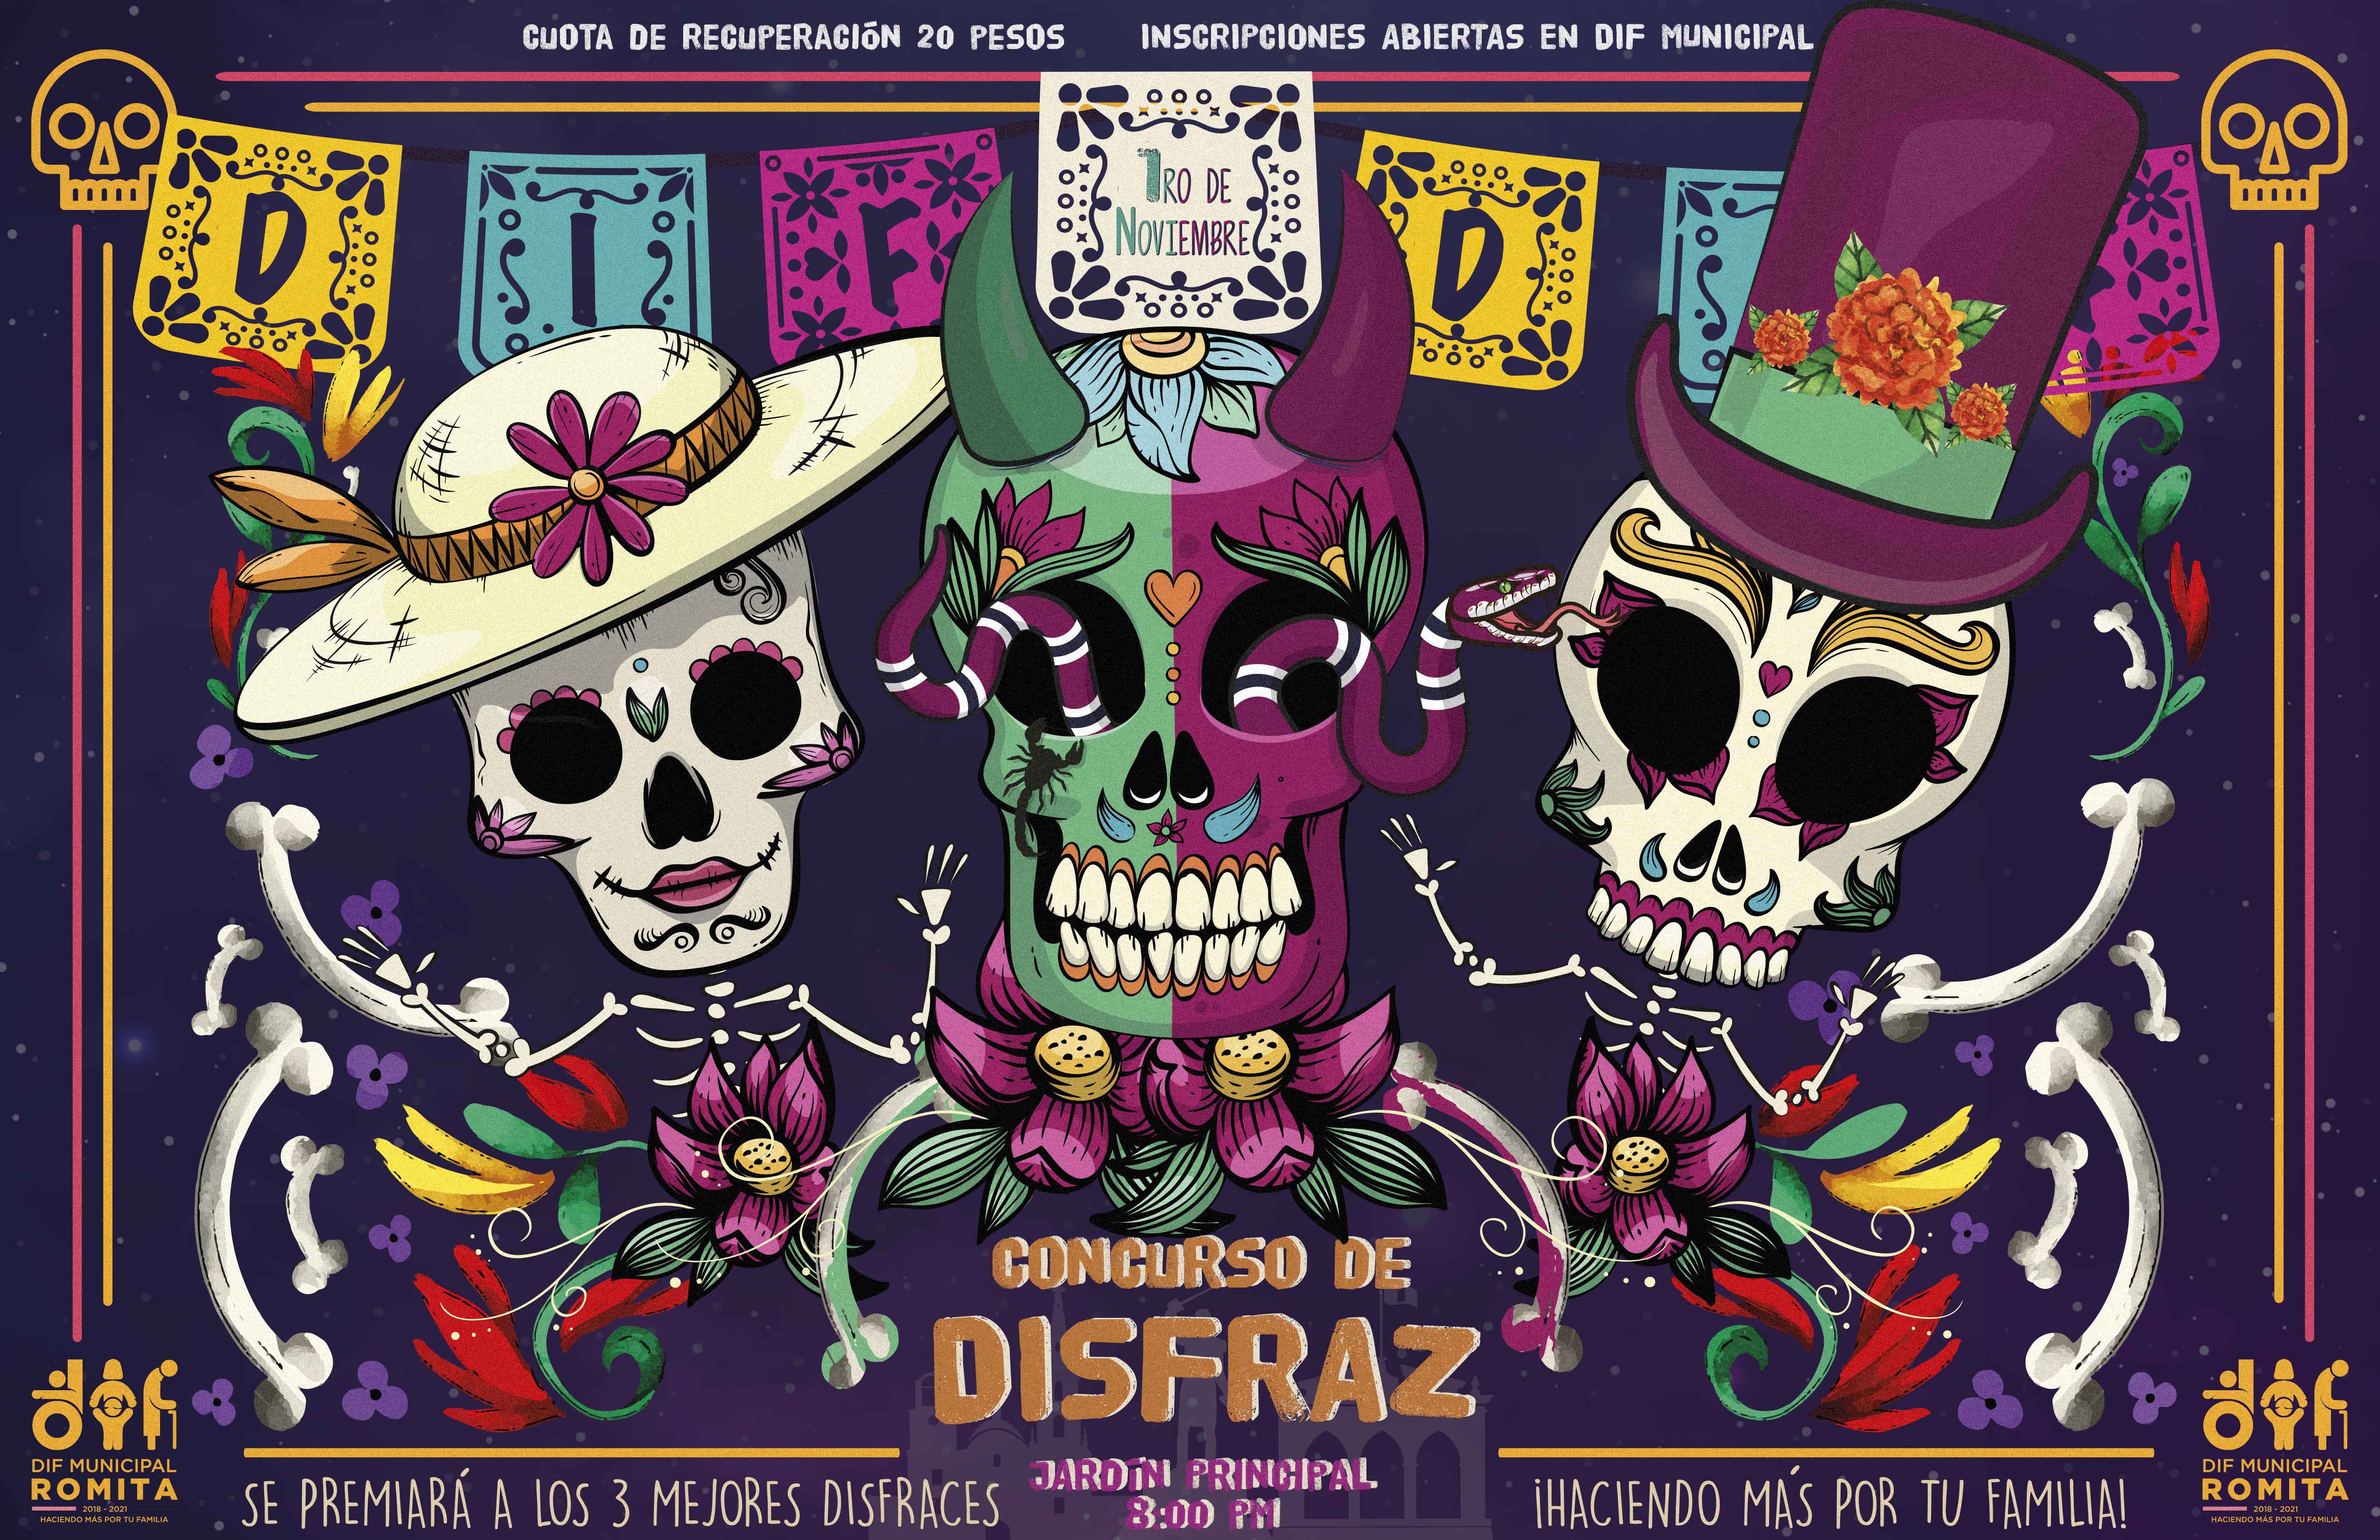 CUOTA DE RECUPERACIÓN 20 PESOS
INSCRIPCIONES ABIERTAS EN DIF MUNICIPAL
D I F
1RO DE
NOVIEMBRE
D
CONCURSO DE
DISFRAZ
JARDÍN PRINCIPAL
8:00 PM
SE PREMIARÁ A LOS 3 MEJORES DISFRACES
¡HACIENDO MÁS POR TU FAMILIA!
dif
DIF MUNICIPAL
ROMITA
2018 - 2021
HACIENDO MÁS POR TU FAMILIA
dif
DIF MUNICIPAL
ROMITA
2018 - 2021
HACIENDO MÁS POR TU FAMILIA